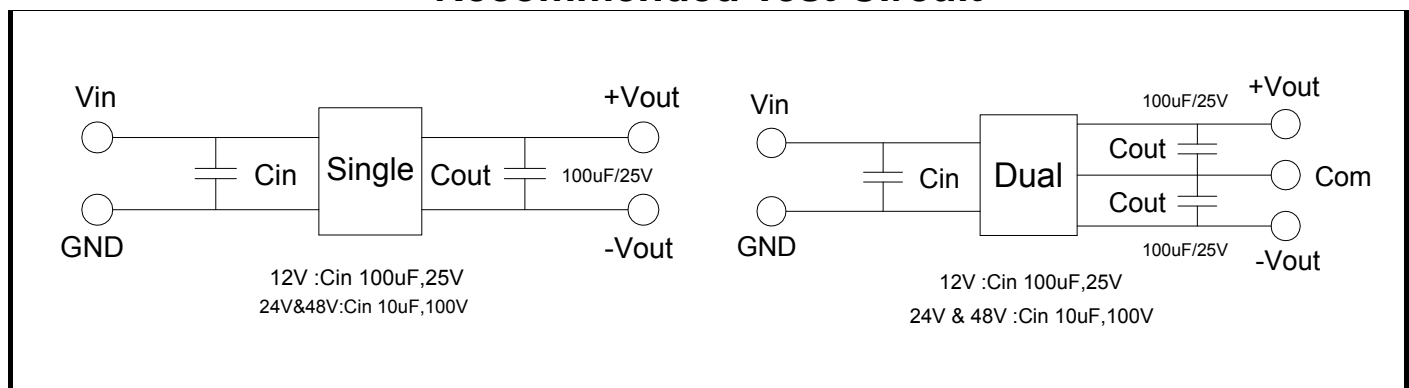 Recommended Test Circuit
Vin
+Vout
Cin
Single
Cout
100uF/25V
GND
-Vout
12V :Cin 100uF,25V
24V&48V:Cin 10uF,100V
100uF/25V
+Vout
Vin
Cout
Cin
Dual
Com
Cout
GND
100uF/25V
-Vout
12V :Cin 100uF,25V
24V & 48V :Cin 10uF,100V